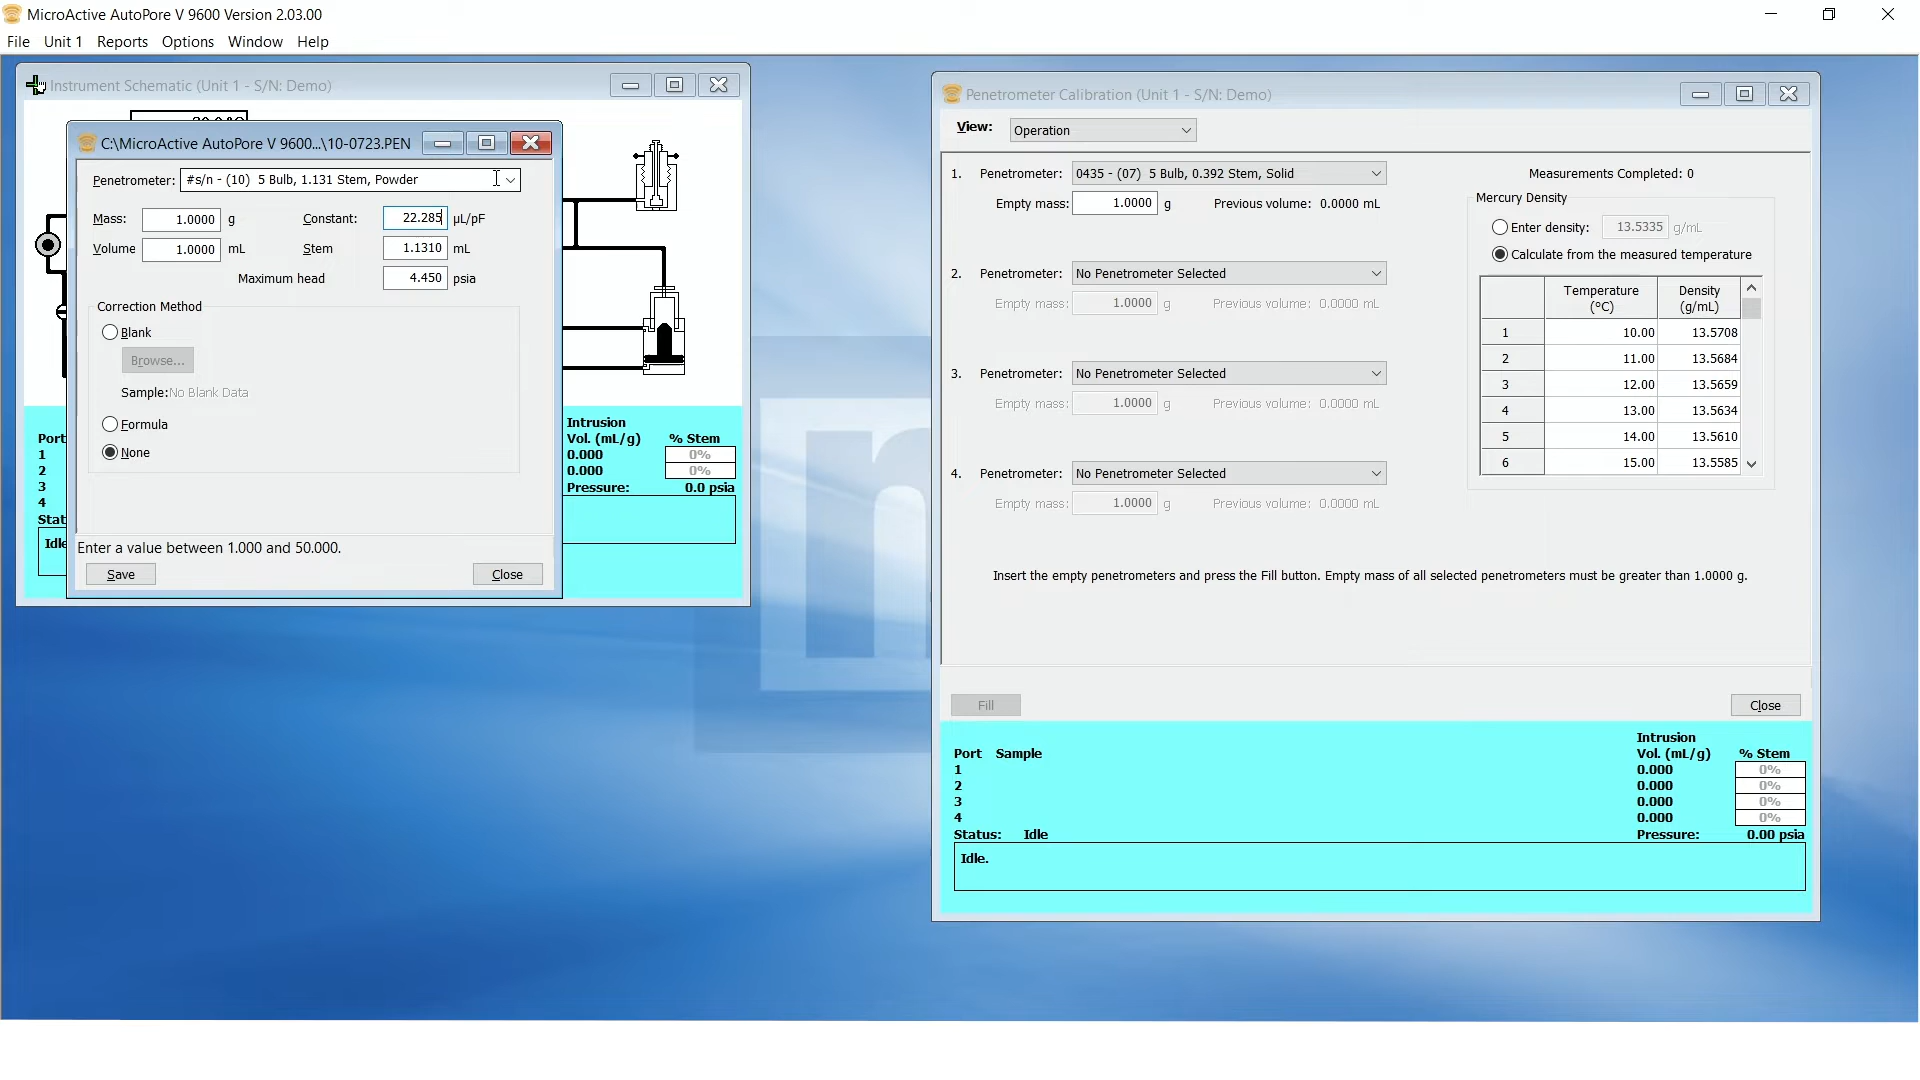 MicroActive AutoPore V 9600 Version 2.03.00
File Unit 1 Reports Options Window Help
Instrument Schematic (Unit 1 - S/N: Demo)
C:\MicroActive AutoPore V 9600...\10-0723.PEN
Penetrometer: #s/n - (10) 5 Bulb, 1.131 Stem, Powder
Mass: 1.0000 g Constant: 22.285 µL/pF
Volume 1.0000 mL Stem 1.1310 mL
Maximum head 4.450 psia
Correction Method
Blank
Browse...
Sample: No Blank Data
Formula
None
Enter a value between 1.000 and 50.000.
Save Close
Port
1
2
3
4
Stat
Idle
Intrusion
Vol. (mL/g) % Stem
0.000 0%
0.000 0%
Pressure: 0.0 psia
Penetrometer Calibration (Unit 1 - S/N: Demo)
View: Operation
1. Penetrometer: 0435 - (07) 5 Bulb, 0.392 Stem, Solid
Empty mass: 1.0000 g Previous volume: 0.0000 mL
2. Penetrometer: No Penetrometer Selected
Empty mass: 1.0000 g Previous volume: 0.0000 mL
3. Penetrometer: No Penetrometer Selected
Empty mass: 1.0000 g Previous volume: 0.0000 mL
4. Penetrometer: No Penetrometer Selected
Empty mass: 1.0000 g Previous volume: 0.0000 mL
Measurements Completed: 0
Mercury Density
Enter density: 13.5335 g/mL
Calculate from the measured temperature
Temperature Density
(°C) (g/mL)
1 10.00 13.5708
2 11.00 13.5684
3 12.00 13.5659
4 13.00 13.5634
5 14.00 13.5610
6 15.00 13.5585
Insert the empty penetrometers and press the Fill button. Empty mass of all selected penetrometers must be greater than 1.0000 g.
Fill Close
Intrusion
Port Sample Vol. (mL/g) % Stem
1 0.000 0%
2 0.000 0%
3 0.000 0%
4 0.000 0%
Status: Idle Pressure: 0.00 psia
Idle.